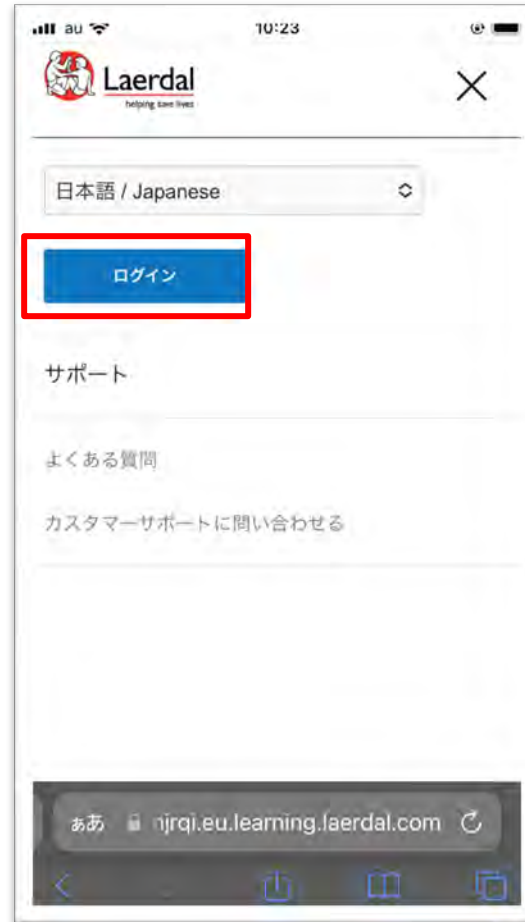 au 10:23
Laerdal
helping save lives
日本語 / Japanese
ログイン
サポート
よくある質問
カスタマーサポートに問い合わせる
ぁあ njrqi.eu.learning.laerdal.com